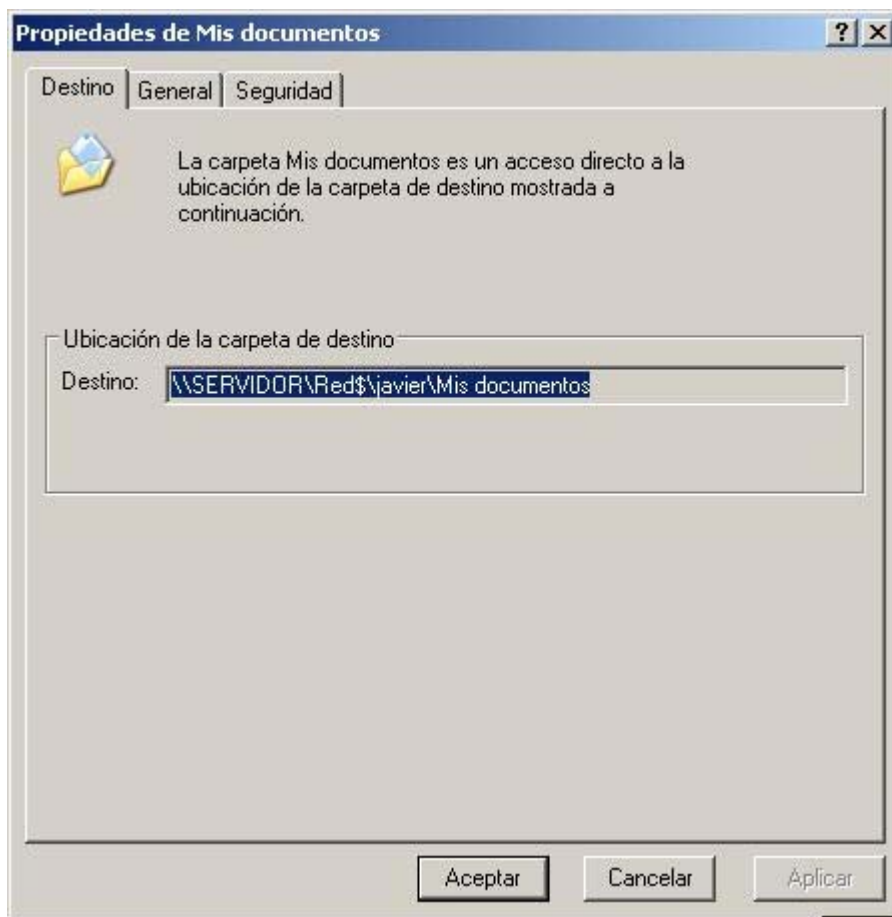 Propiedades de Mis documentos
Destino General Seguridad
La carpeta Mis documentos es un acceso directo a la
ubicación de la carpeta de destino mostrada a
continuación.
Ubicación de la carpeta de destino
Destino: \\SERVIDOR\Red$\javier\Mis documentos
Aceptar Cancelar Aplicar